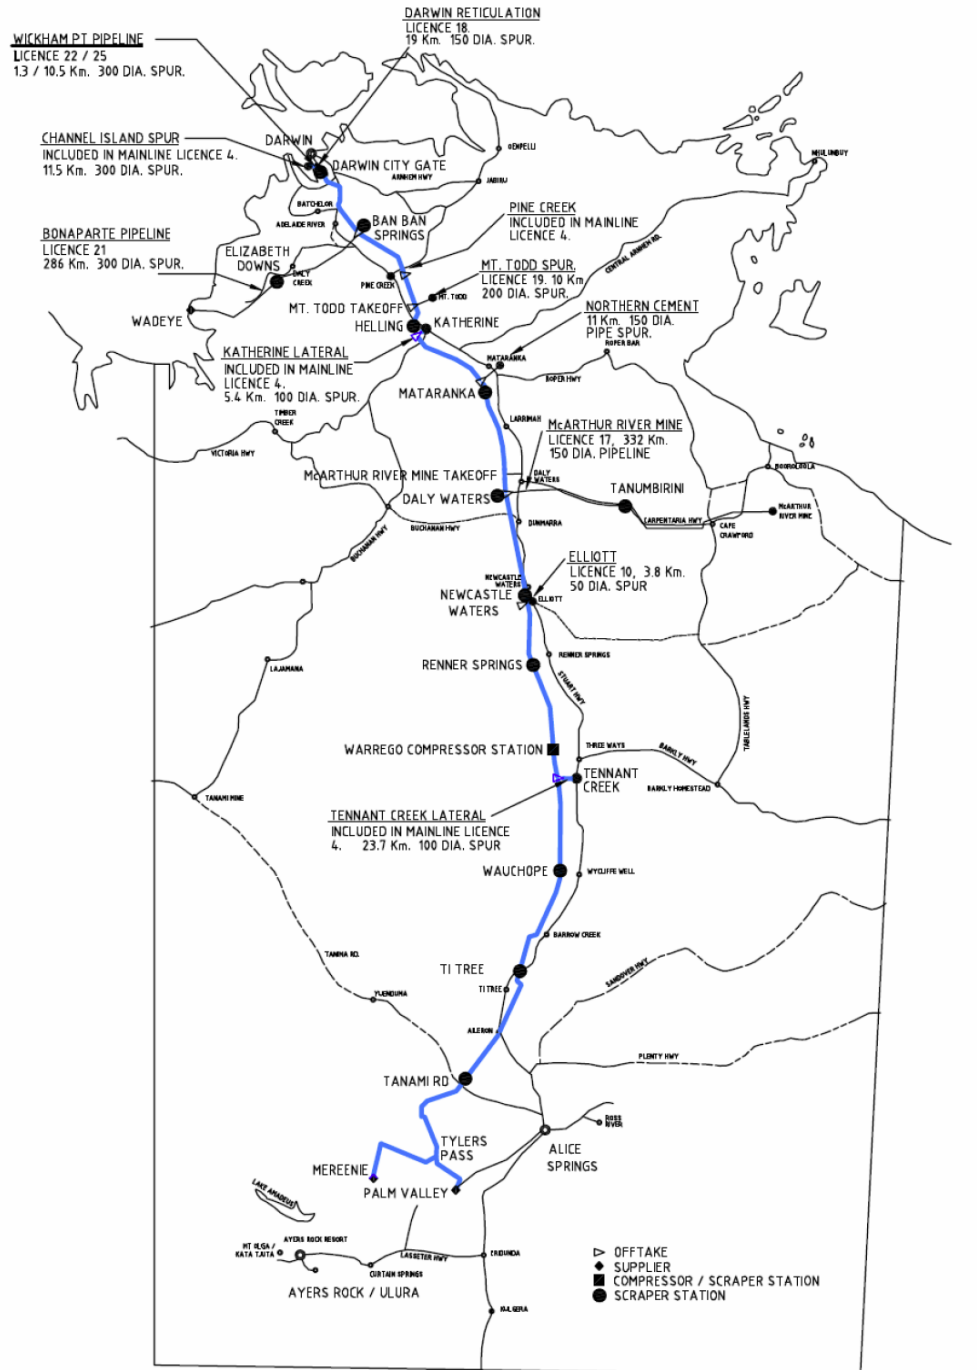 DARWIN RETICULATION
LICENCE 18.
19 Km. 150 DIA. SPUR.
WICKHAM PT PIPELINE
LICENCE 22 / 25
1.3 / 10.5 Km. 300 DIA. SPUR.
CHANNEL ISLAND SPUR
INCLUDED IN MAINLINE LICENCE 4.
11.5 Km. 300 DIA. SPUR.
DARWIN
DARWIN CITY GATE
ARNHEM HWY
OENPELLI
JABIRU
NHULUNBUY
BATCHELOR
ADELAIDE RIVER
BAN BAN
SPRINGS
PINE CREEK
INCLUDED IN MAINLINE
LICENCE 4.
BONAPARTE PIPELINE
LICENCE 21
286 Km. 300 DIA. SPUR.
ELIZABETH
DOWNS
DALY
CREEK
PINE CREEK
CENTRAL ARNHEM RD.
MT. TODD SPUR.
LICENCE 19. 10 Km
200 DIA. SPUR.
MT. TODD
MT. TODD TAKEOFF
WADEYE
HELLING
KATHERINE
NORTHERN CEMENT
11 Km. 150 DIA.
PIPE SPUR.
ROPER BAR
KATHERINE LATERAL
INCLUDED IN MAINLINE
LICENCE 4.
5.4 Km. 100 DIA. SPUR.
MATARANKA
ROPER HWY
MATARANKA
TIMBER
CREEK
VICTORIA HWY
LARRIMAH
McARTHUR RIVER MINE
LICENCE 17, 332 Km.
150 DIA. PIPELINE
McARTHUR RIVER MINE TAKEOFF
DALY
WATERS
DALY WATERS
TANUMBIRINI
BOROLOOLA
McARTHUR
RIVER MINE
BUCHANAN HWY
DUNMARRA
CARPENTARIA HWY
CAPE
CRAWFORD
BUCHANAN HWY
ELLIOTT
LICENCE 10, 3.8 Km.
50 DIA. SPUR
NEWCASTLE
WATERS
NEWCASTLE
WATERS
ELLIOTT
RENNER SPRINGS
RENNER SPRINGS
LAJAMANA
STUART HWY
TABLELANDS HWY
WARREGO COMPRESSOR STATION
THREE WAYS
BARKLY HWY
TENNANT
CREEK
BARKLY HOMESTEAD
TANAMI MINE
TENNANT CREEK LATERAL
INCLUDED IN MAINLINE LICENCE
4. 23.7 Km. 100 DIA. SPUR
WAUCHOPE
WYCLIFFE WELL
BARROW CREEK
TANIMA RD.
TI TREE
SANDOVER HWY
TI TREE
YUENDUMA
AILERON
PLENTY HWY
TANAMI RD
ROSS
RIVER
TYLERS
PASS
ALICE
SPRINGS
MEREENIE
PALM VALLEY
LAKE AMADEUS
AYERS ROCK RESORT
MT OLGA /
KATA TJUTA
LASSETER HWY
ERIDUNDA
CURTAIN SPRINGS
AYERS ROCK / ULURA
KULGERA
OFFTAKE
SUPPLIER
COMPRESSOR / SCRAPER STATION
SCRAPER STATION